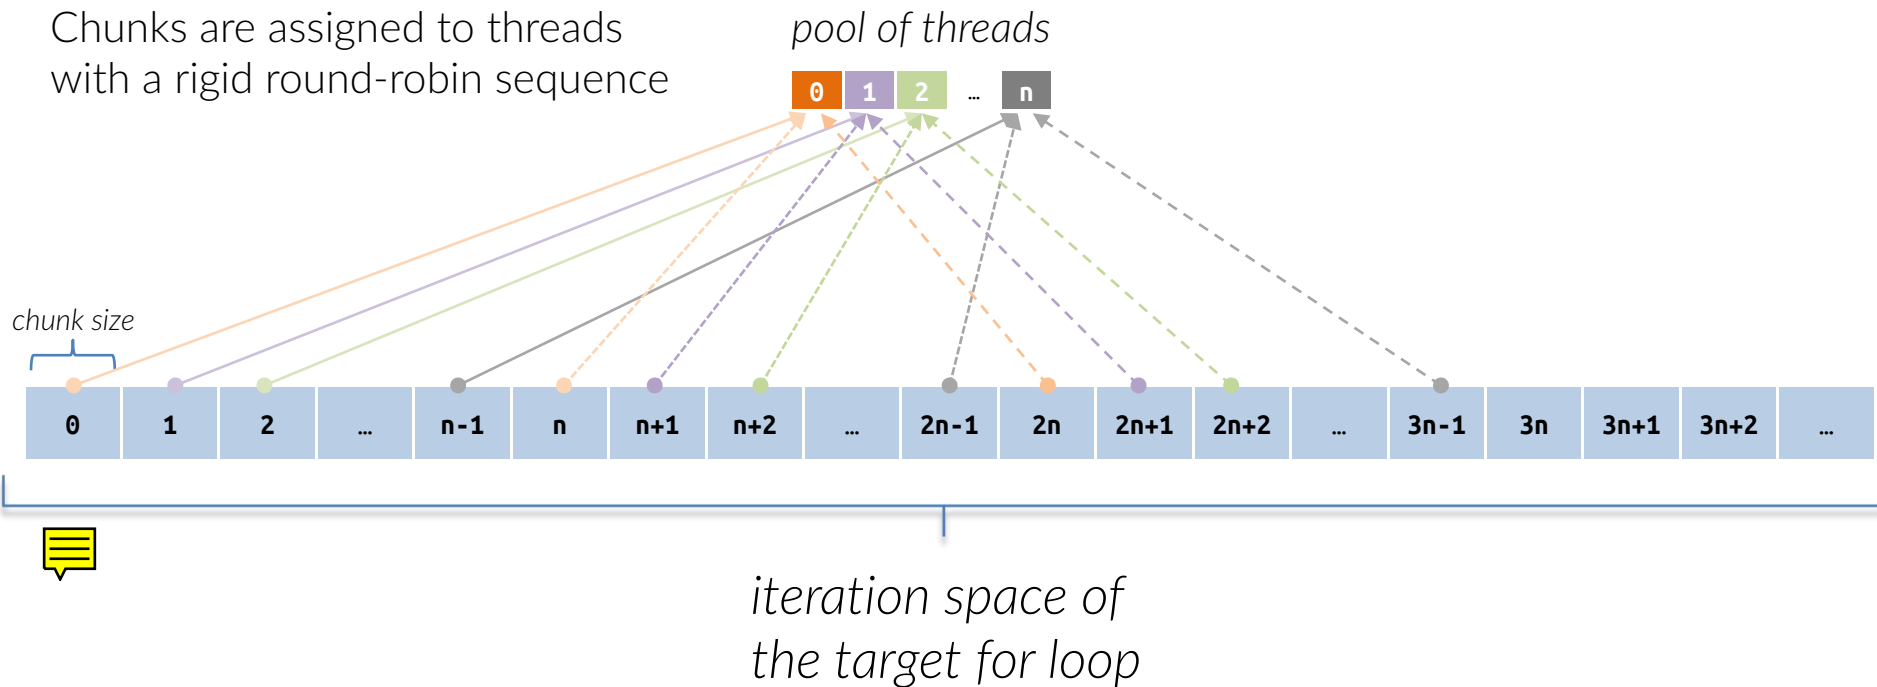 Chunks are assigned to threads
with a rigid round-robin sequence
pool of threads
0 1 2 … n
chunk size
0 1 2 … n-1 n n+1 n+2 … 2n-1 2n 2n+1 2n+2 … 3n-1 3n 3n+1 3n+2 …
iteration space of
the target for loop